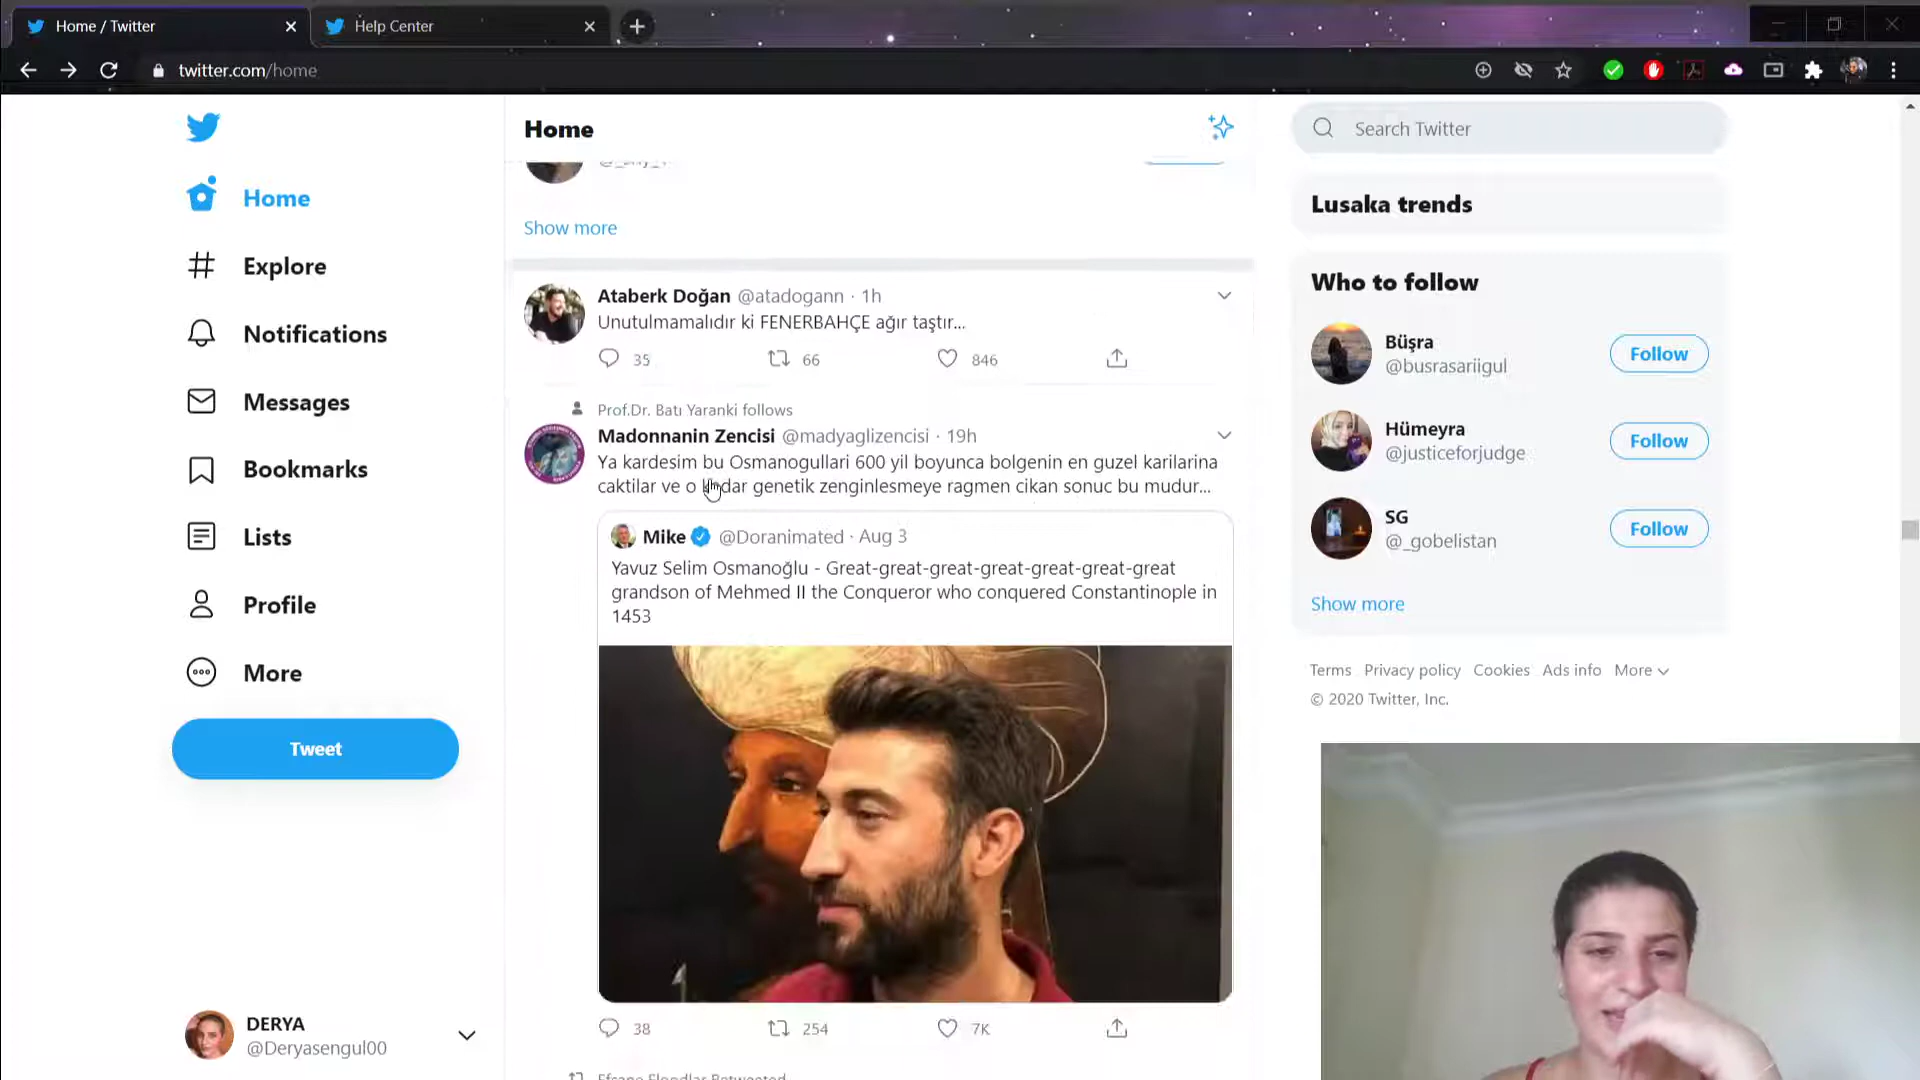 Home / Twitter
Help Center
twitter.com/home
Home
Explore
Notifications
Messages
Bookmarks
Lists
Profile
More
Tweet
DERYA
@Deryasengul00
Home
Show more
Ataberk Doğan @atadogann · 1h
Unutulmamalıdır ki FENERBAHÇE ağır taştır...
35 66 846
Prof.Dr. Batı Yaranki follows
Madonnanin Zencisi @madyaglizencisi · 19h
Ya kardesim bu Osmanogullari 600 yil boyunca bolgenin en guzel karilarina
caktilar ve o kadar genetik zenginlesmeye ragmen cikan sonuc bu mudur...
Mike @Doranimated · Aug 3
Yavuz Selim Osmanoğlu - Great-great-great-great-great-great-great
grandson of Mehmed II the Conqueror who conquered Constantinople in
1453
38 254 7K
Search Twitter
Lusaka trends
Who to follow
Büşra
@busrasariigul
Follow
Hümeyra
@justiceforjudge
Follow
SG
@_gobelistan
Follow
Show more
Terms Privacy policy Cookies Ads info More
© 2020 Twitter, Inc.